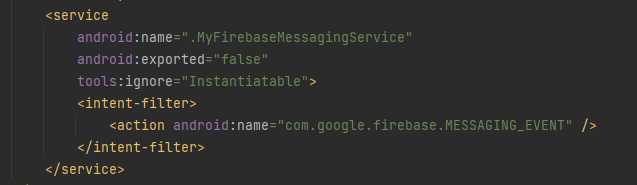 <service
android:name=".MyFirebaseMessagingService"
android:exported="false"
tools:ignore="Instantiatable">
<intent-filter>
<action android:name="com.google.firebase.MESSAGING_EVENT" />
</intent-filter>
</service>